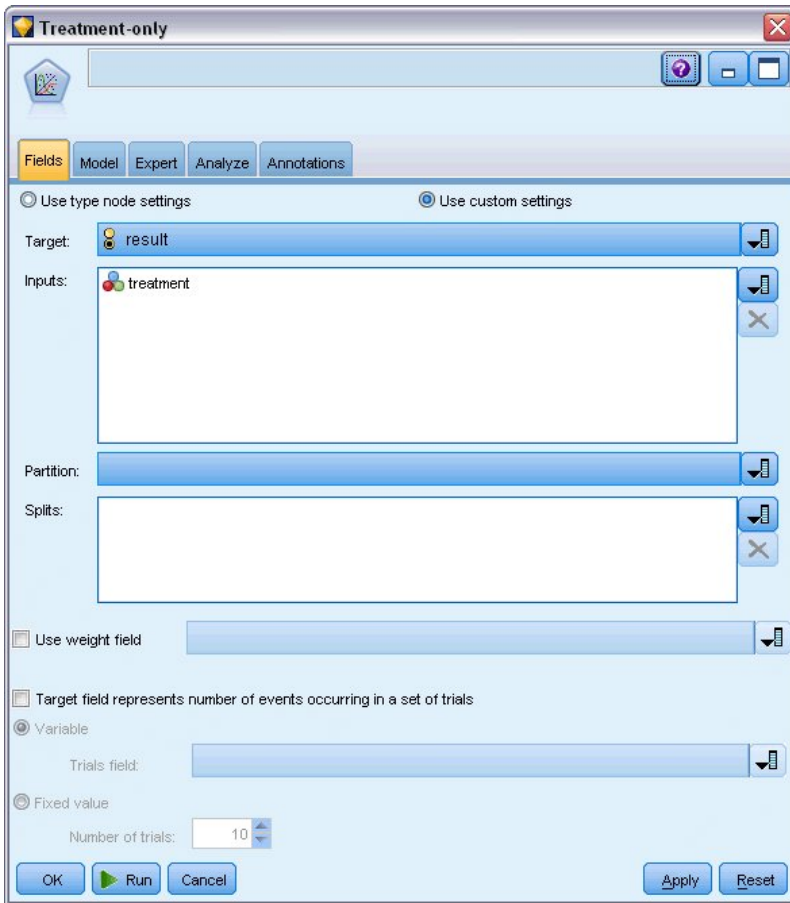 Treatment-only
?
Fields Model Expert Analyze Annotations
Use type node settings Use custom settings
Target: result
Inputs: treatment
Partition:
Splits:
Use weight field
Target field represents number of events occurring in a set of trials
Variable
Trials field:
Fixed value
Number of trials: 10
OK Run Cancel Apply Reset